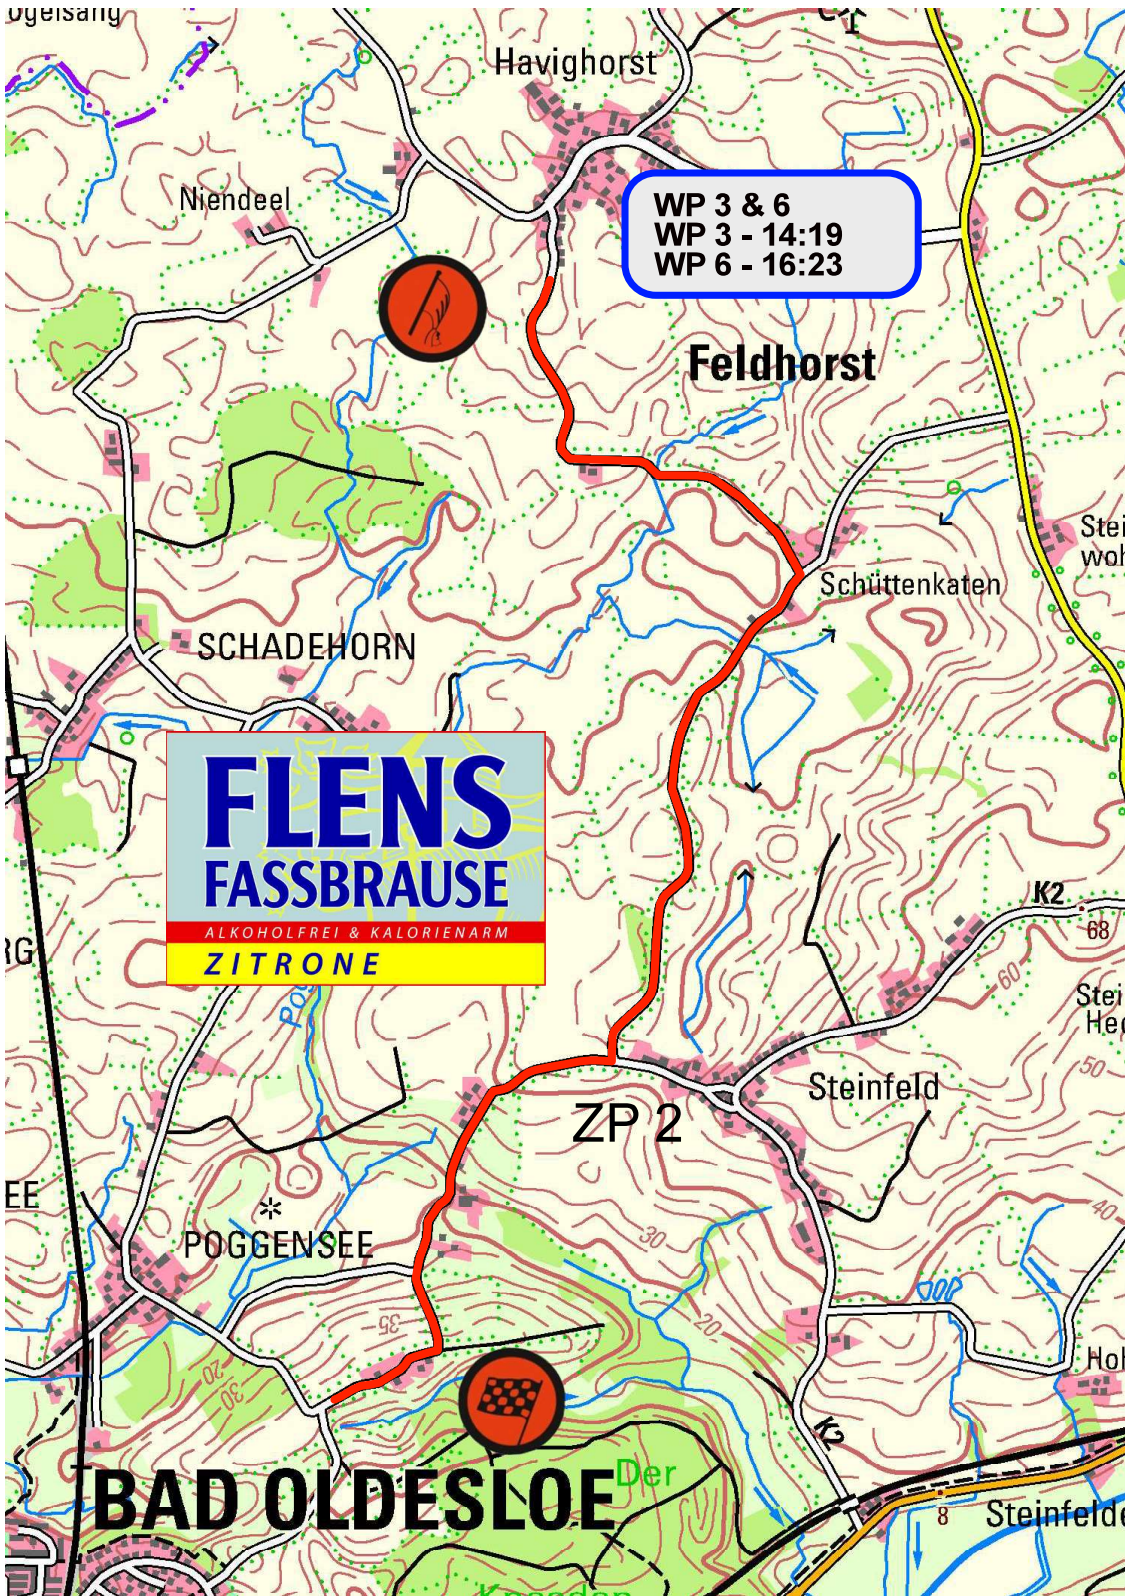 Havighorst
Niendeel
WP 3 & 6
WP 3 - 14:19
WP 6 - 16:23
Feldhorst
Schüttenkaten
SCHADEHORN
FLENS
FASSBRAUSE
ALKOHOLFREI & KALORIENARM
ZITRONE
K2
68
60
50
Steinfeld
ZP 2
POGGENSEE
30
40
35
20
20
30
K2
BAD OLDESLOE
Der
8